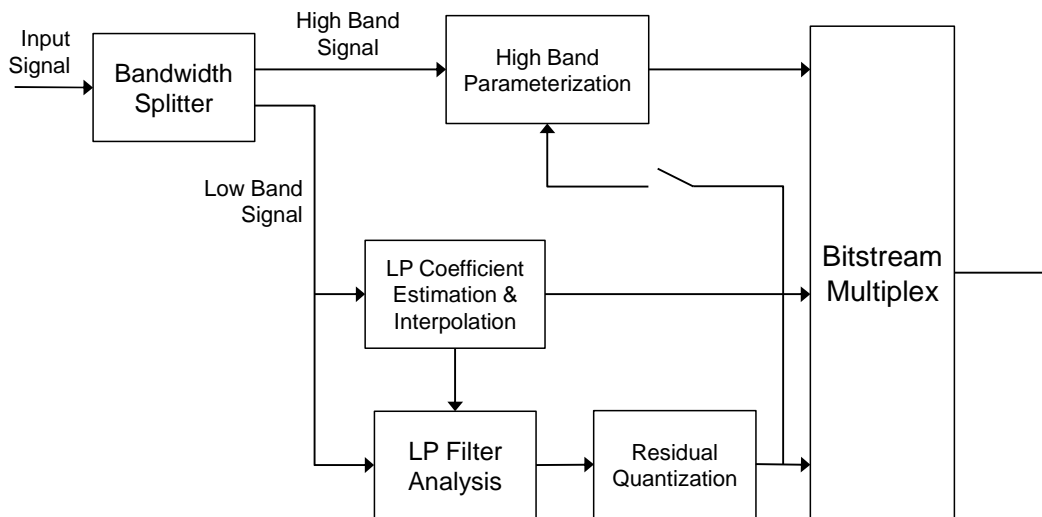 Input
Signal
Bandwidth
Splitter
High Band
Signal
High Band
Parameterization
Low Band
Signal
LP Coefficient
Estimation &
Interpolation
LP Filter
Analysis
Residual
Quantization
Bitstream
Multiplex